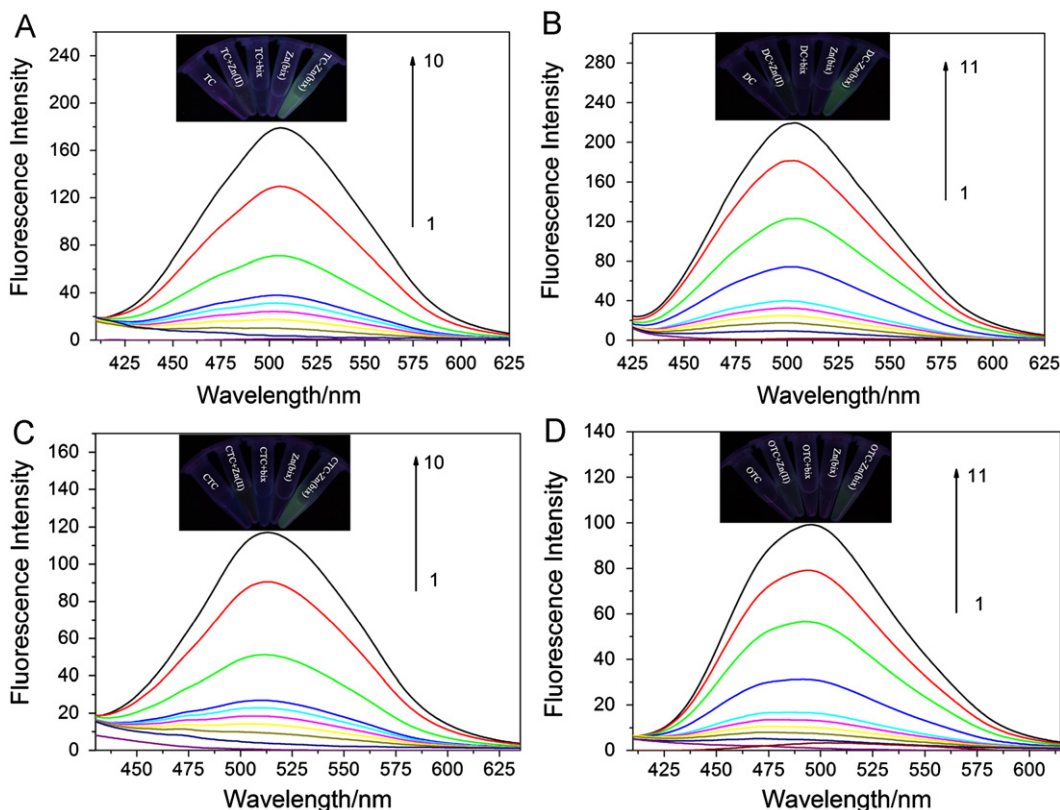 A
260
240
200
160
120
80
40
0
Fluorescence Intensity
TC
TC+Zn(II)
TC+bix
Zn(bix)
TC-Zn(bix)
10
1
425 450 475 500 525 550 575 600 625
Wavelength/nm
B
280
240
200
160
120
80
40
0
Fluorescence Intensity
DC
DC+Zn(II)
DC+bix
Zn(bix)
DC-Zn(bix)
11
1
425 450 475 500 525 550 575 600 625
Wavelength/nm
C
160
140
120
100
80
60
40
20
0
Fluorescence Intensity
CTC
CTC+Zn(II)
CTC+bix
Zn(bix)
CTC-Zn(bix)
10
1
450 475 500 525 550 575 600 625
Wavelength/nm
D
140
120
100
80
60
40
20
0
Fluorescence Intensity
OTC
OTC+Zn(II)
OTC+bix
Zn(bix)
OTC-Zn(bix)
11
1
425 450 475 500 525 550 575 600
Wavelength/nm